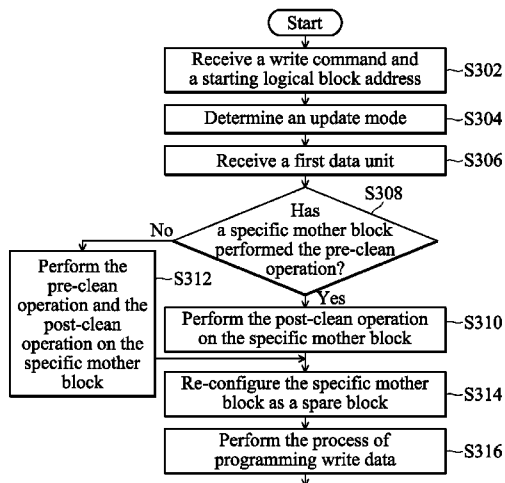 Start
Receive a write command and
a starting logical block address
S302
Determine an update mode
S304
Receive a first data unit
S306
S308
Has
a specific mother block
performed the pre-clean
operation?
No
Yes
Perform the
pre-clean
operation and the
post-clean
operation on the
specific mother
block
S312
Perform the post-clean operation
on the specific mother block
S310
Re-configure the specific mother
block as a spare block
S314
Perform the process of
programming write data
S316